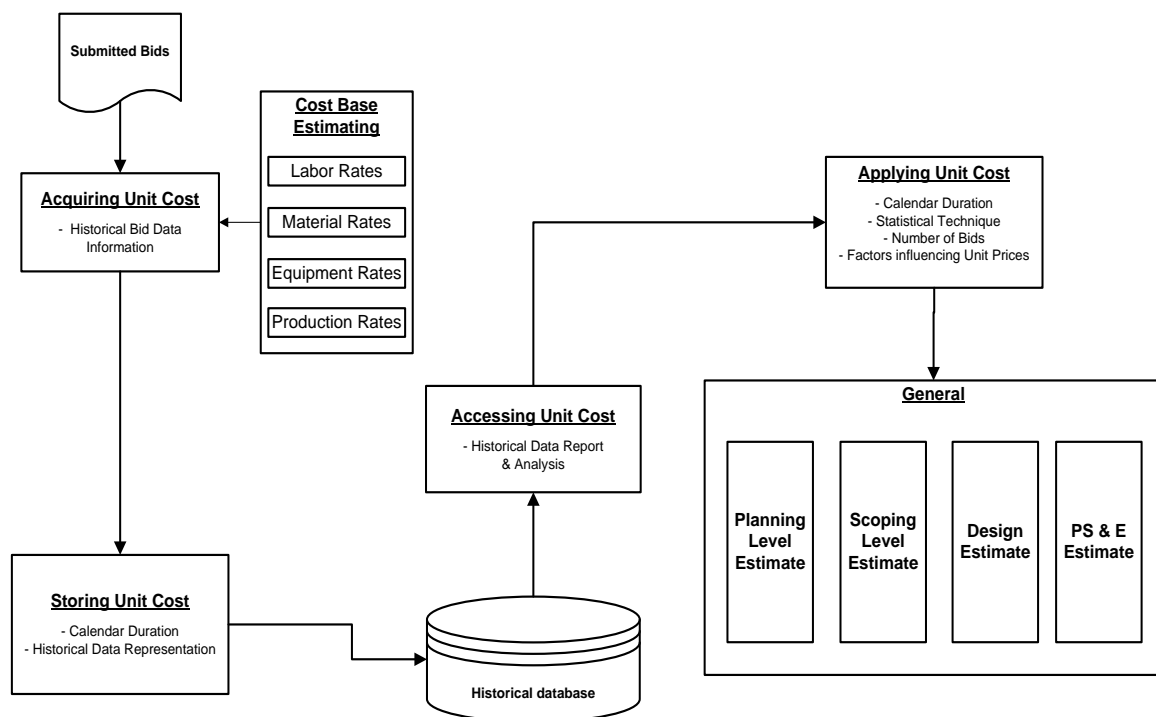 Submitted Bids
Cost Base
Estimating
Labor Rates
Material Rates
Equipment Rates
Production Rates
Acquiring Unit Cost
- Historical Bid Data
Information
Storing Unit Cost
- Calendar Duration
- Historical Data Representation
Historical database
Accessing Unit Cost
- Historical Data Report
& Analysis
Applying Unit Cost
- Calendar Duration
- Statistical Technique
- Number of Bids
- Factors influencing Unit Prices
General
Planning
Level
Estimate
Scoping
Level
Estimate
Design
Estimate
PS & E
Estimate